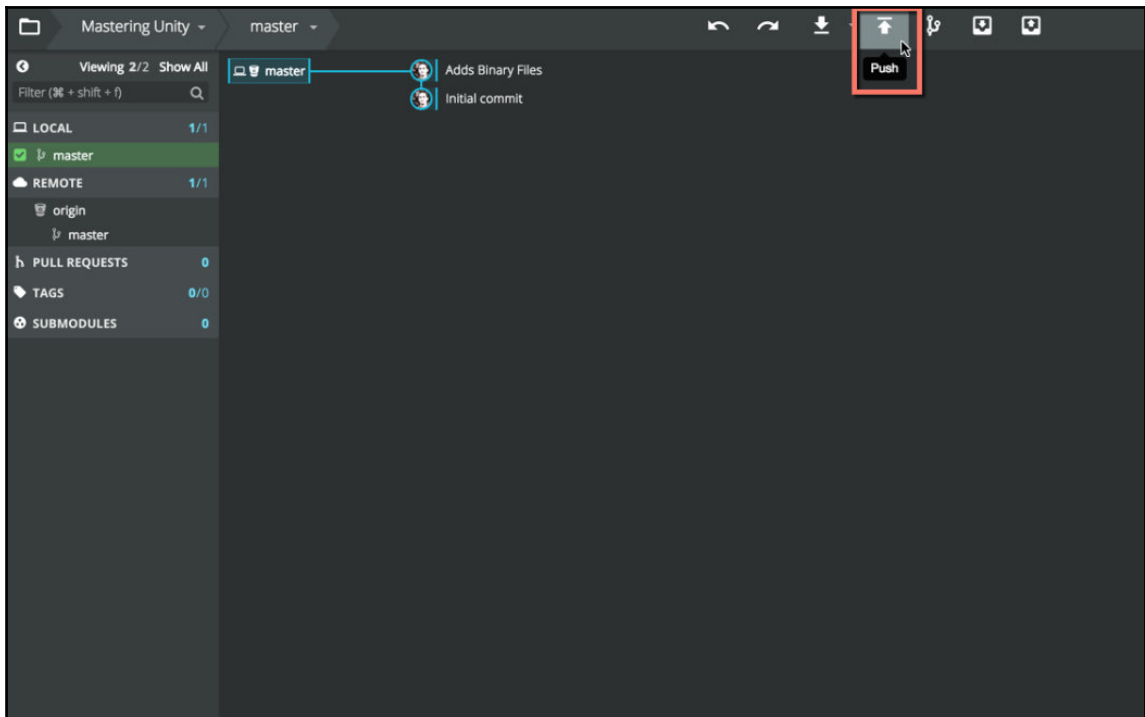 Mastering Unity
master
Viewing 2/2 Show All
Filter (⌘ + shift + f)
LOCAL 1/1
master
REMOTE 1/1
origin
master
PULL REQUESTS 0
TAGS 0/0
SUBMODULES 0
master
Adds Binary Files
Initial commit
Push